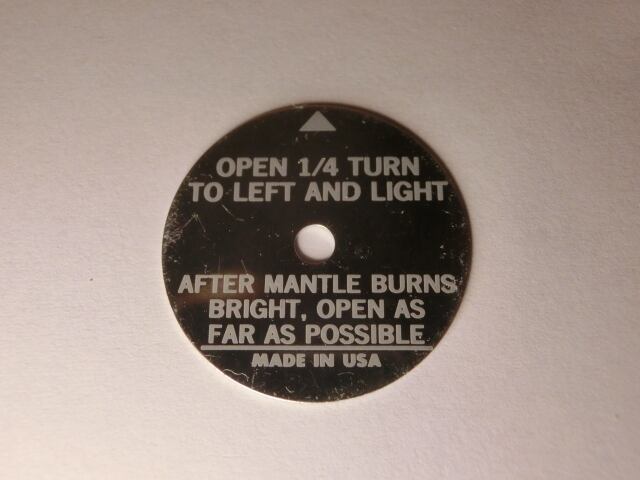 OPEN 1/4 TURN
TO LEFT AND LIGHT
AFTER MANTLE BURNS
BRIGHT, OPEN AS
FAR AS POSSIBLE
MADE IN USA